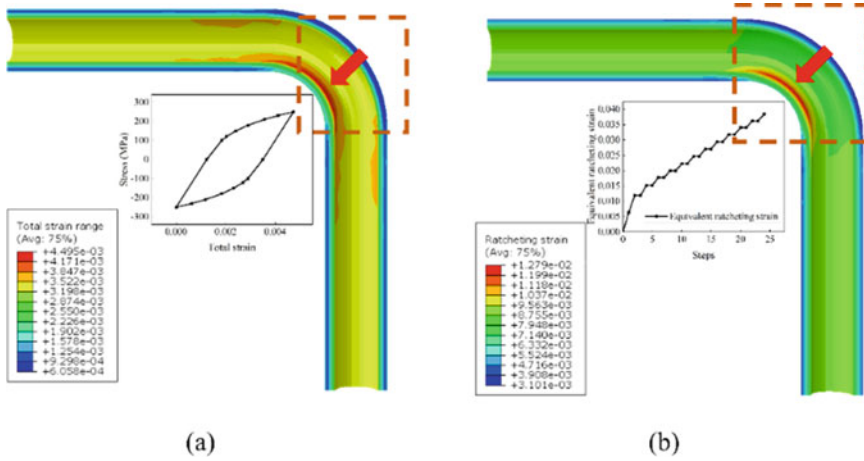 300
200
100
0
-100
-200
-300
Stress (MPa)
0.000 0.002 0.004
Total strain
Total strain range
(Avg: 75%)
+4.495e-03
+4.171e-03
+3.847e-03
+3.522e-03
+3.198e-03
+2.874e-03
+2.550e-03
+2.226e-03
+1.902e-03
+1.578e-03
+1.254e-03
+9.298e-04
+6.058e-04
(a)
0.040
0.035
0.030
0.025
0.020
0.015
0.010
0.005
0.000
Equivalent ratcheting strain
Equivalent ratcheting strain
0 5 10 15 20 25
Steps
Ratcheting strain
(Avg: 75%)
+1.279e-02
+1.199e-02
+1.118e-02
+1.037e-02
+9.563e-03
+8.755e-03
+7.948e-03
+7.140e-03
+6.332e-03
+5.524e-03
+4.716e-03
+3.908e-03
+3.101e-03
(b)